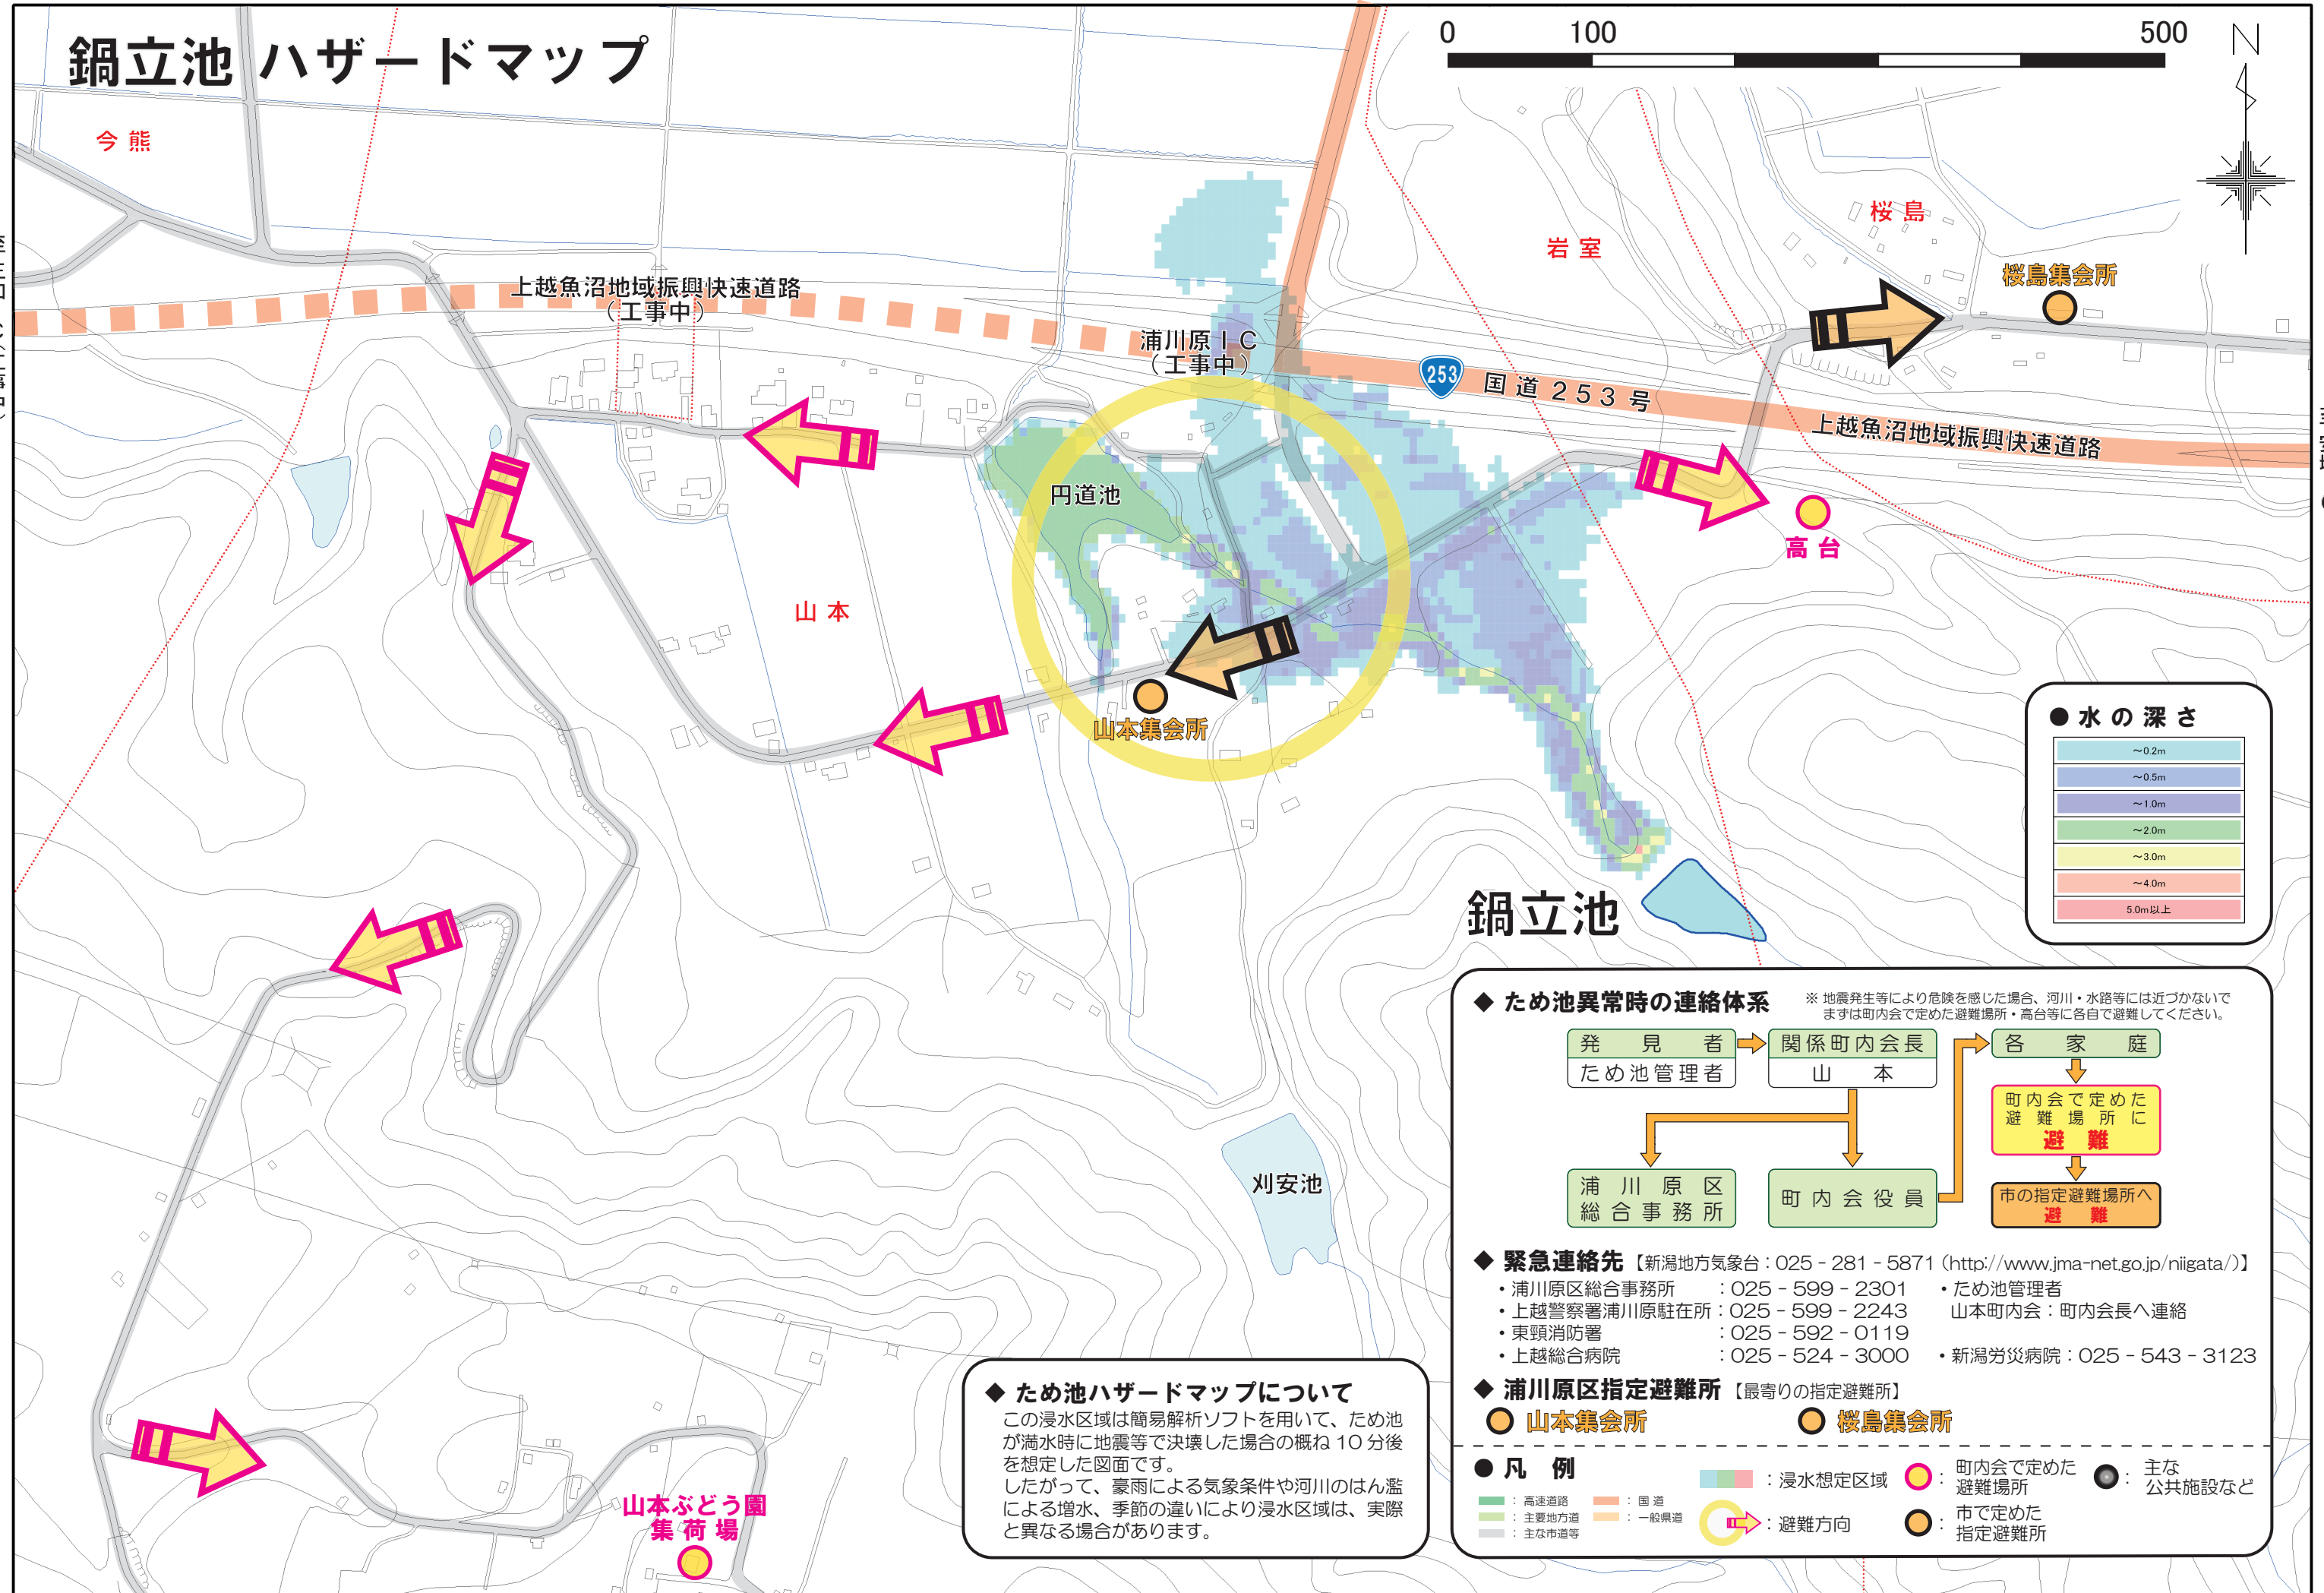 鍋立池 ハザードマップ
0 100 500
N
今熊
桜島
岩室
桜島集会所
上越魚沼地域振興快速道路
（工事中）
浦川原ＩＣ
（工事中）
253
国道２５３号
上越魚沼地域振興快速道路
円道池
高台
山本
山本集会所
鍋立池
刈安池
山本ぶどう園
集荷場
●水の深さ
～0.2m
～0.5m
～1.0m
～2.0m
～3.0m
～4.0m
5.0m以上
◆ ため池異常時の連絡体系
※ 地震発生等により危険を感じた場合、河川・水路等には近づかないで
まずは町内会で定めた避難場所・高台等に各自で避難してください。
発見者
ため池管理者
関係町内会長
山本
各家庭
町内会で定めた
避難場所に
避難
浦川原区
総合事務所
町内会役員
市の指定避難場所へ
避難
◆ 緊急連絡先【新潟地方気象台：025 - 281 - 5871（http://www.jma-net.go.jp/niigata/）】
・浦川原区総合事務所 ：025 - 599 - 2301 ・ため池管理者
・上越警察署浦川原駐在所：025 - 599 - 2243 山本町内会：町内会長へ連絡
・東頸消防署 ：025 - 592 - 0119
・上越総合病院 ：025 - 524 - 3000 ・新潟労災病院：025 - 543 - 3123
◆ 浦川原区指定避難所【最寄りの指定避難所】
山本集会所 桜島集会所
●凡例
：高速道路 ：国道
：主要地方道 ：一般県道
：主な市道等
：浸水想定区域
：避難方向
：町内会で定めた
避難場所
：市で定めた
指定避難所
：主な
公共施設など
◆ ため池ハザードマップについて
この浸水区域は簡易解析ソフトを用いて、ため池
が満水時に地震等で決壊した場合の概ね 10 分後
を想定した図面です。
したがって、豪雨による気象条件や河川のはん濫
による増水、季節の違いにより浸水区域は、実際
と異なる場合があります。